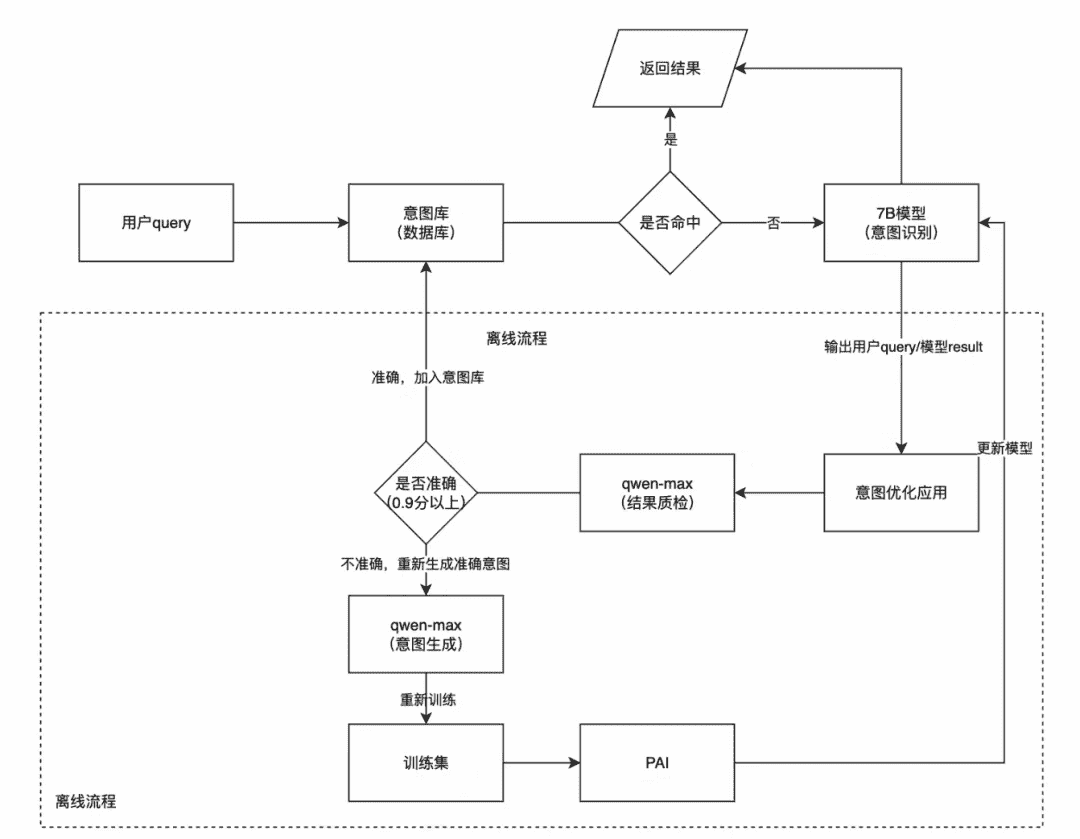 返回结果
是
用户query
意图库
（数据库）
是否命中
否
7B模型
（意图识别）
离线流程
输出用户query/模型result
准确，加入意图库
更新模型
是否准确
(0.9分以上)
qwen-max
（结果质检）
意图优化应用
不准确，重新生成准确意图
qwen-max
（意图生成）
重新训练
训练集
PAI
离线流程